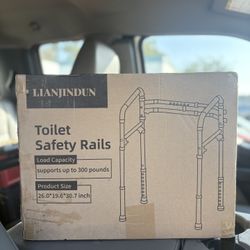 LIANJINDUN
Toilet
Safety Rails
Load Capacity
supports up to 300 pounds
Product Size
26.0*19.6*30.7 inch